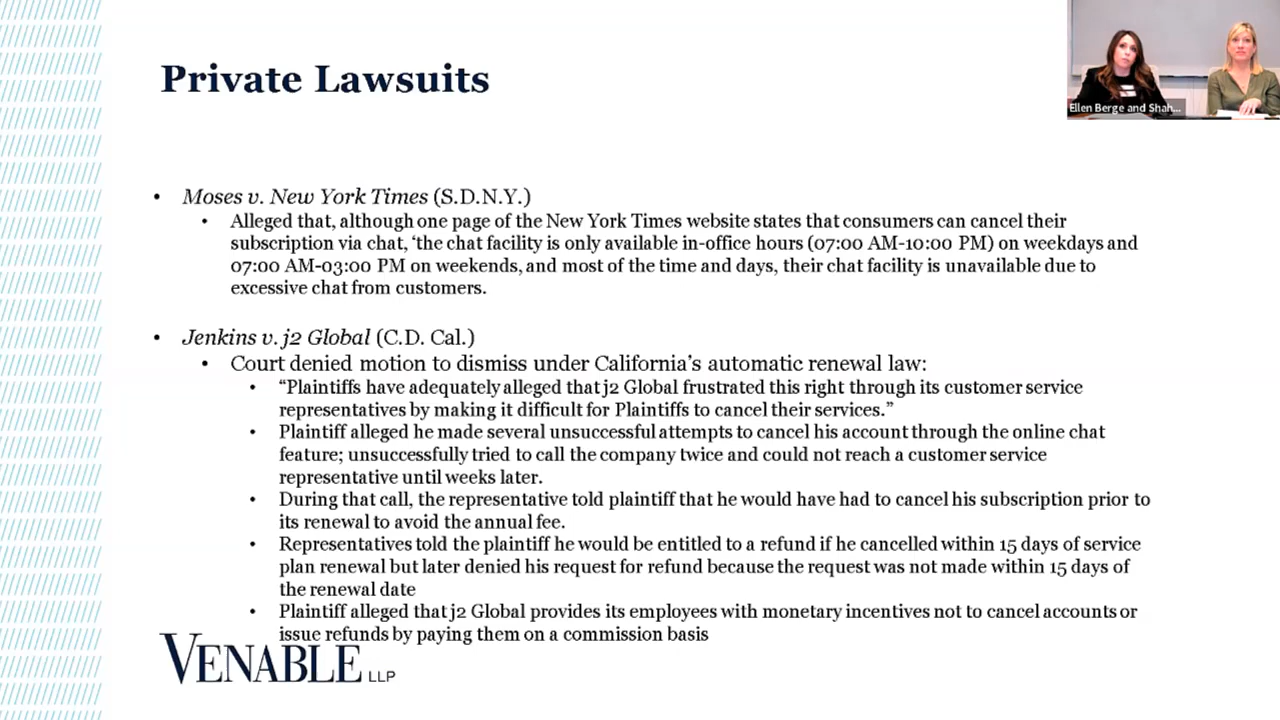 Private Lawsuits
Ellen Berge and Shah...
• Moses v. New York Times (S.D.N.Y.)
• Alleged that, although one page of the New York Times website states that consumers can cancel their
subscription via chat, ‘the chat facility is only available in-office hours (07:00 AM-10:00 PM) on weekdays and
07:00 AM-03:00 PM on weekends, and most of the time and days, their chat facility is unavailable due to
excessive chat from customers.
• Jenkins v. j2 Global (C.D. Cal.)
• Court denied motion to dismiss under California’s automatic renewal law:
• “Plaintiffs have adequately alleged that j2 Global frustrated this right through its customer service
representatives by making it difficult for Plaintiffs to cancel their services.”
• Plaintiff alleged he made several unsuccessful attempts to cancel his account through the online chat
feature; unsuccessfully tried to call the company twice and could not reach a customer service
representative until weeks later.
• During that call, the representative told plaintiff that he would have had to cancel his subscription prior to
its renewal to avoid the annual fee.
• Representatives told the plaintiff he would be entitled to a refund if he cancelled within 15 days of service
plan renewal but later denied his request for refund because the request was not made within 15 days of
the renewal date
• Plaintiff alleged that j2 Global provides its employees with monetary incentives not to cancel accounts or
issue refunds by paying them on a commission basis
VENABLE LLP